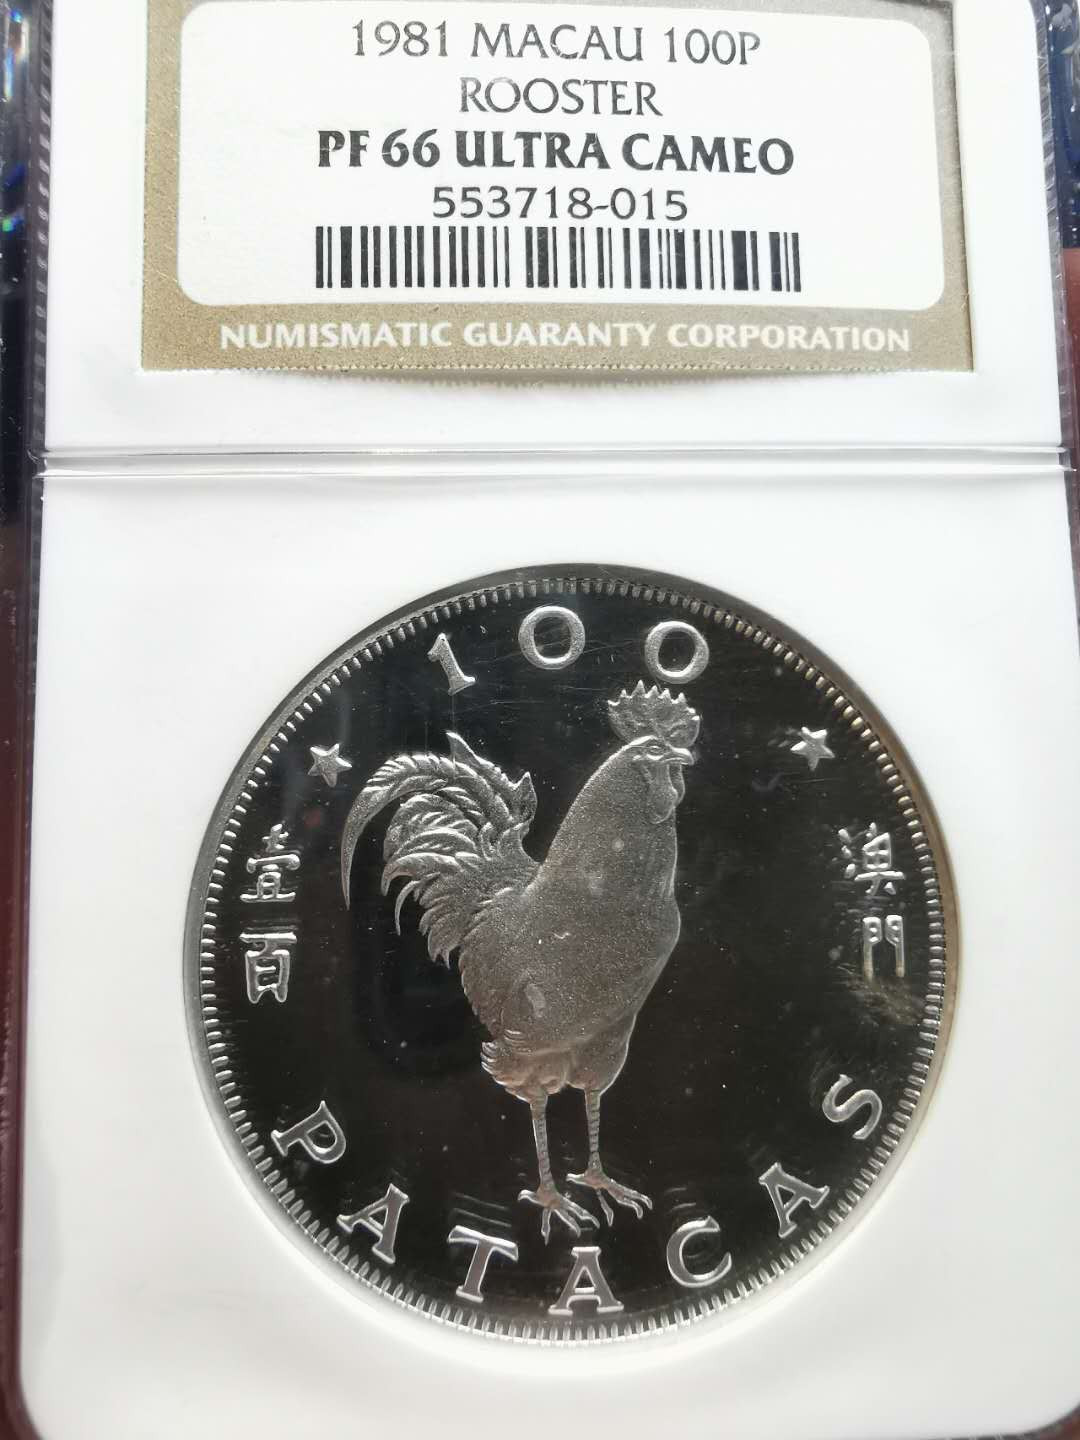 1981 MACAU 100P
ROOSTER
PF 66 ULTRA CAMEO
553718-015
NUMISMATIC GUARANTY CORPORATION
100
壹百
澳門
PATACAS